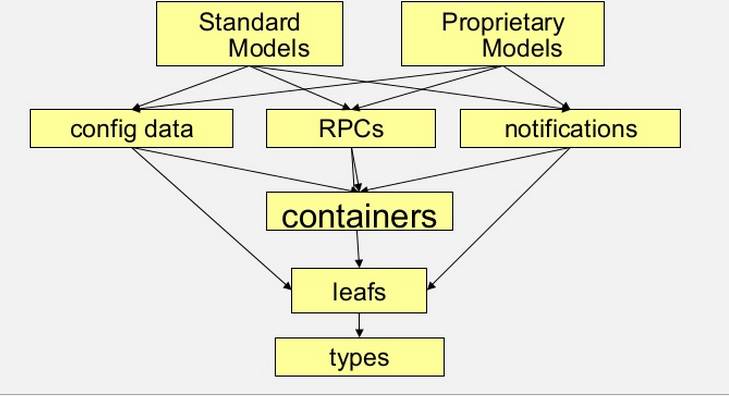 Standard
Models
Proprietary
Models
config data
RPCs
notifications
containers
leafs
types